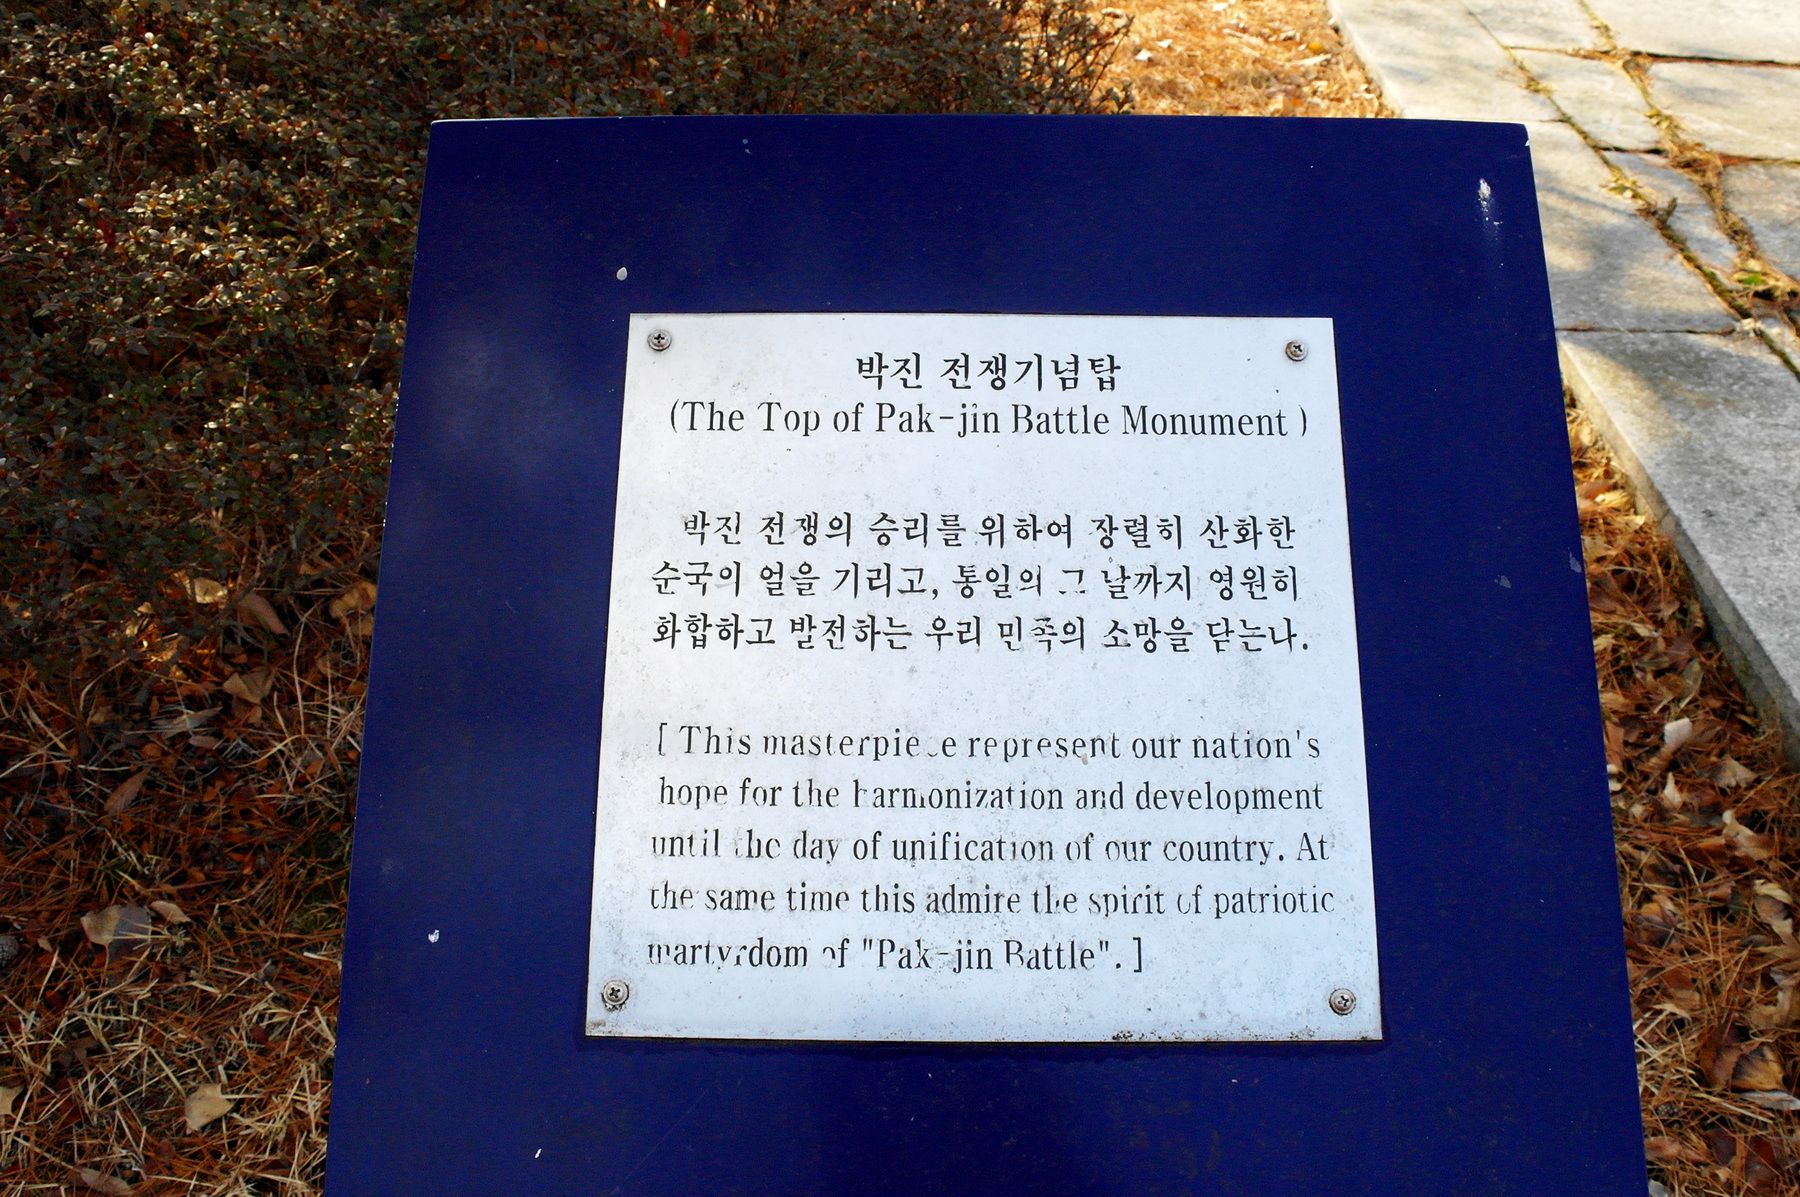 박진 전쟁기념탑
(The Top of Pak-jin Battle Monument )
박진 전쟁의 승리를 위하여 장렬히 산화한
순국이 얼을 기리고, 통일의 그 날까지 영원히
화합하고 발전하는 우리 민족의 소망을 담는나.
[ This masterpiece represent our nation's
hope for the harmonization and development
until the day of unification of our country. At
the same time this admire the spirit of patriotic
martyrdom of "Pak-jin Battle". ]